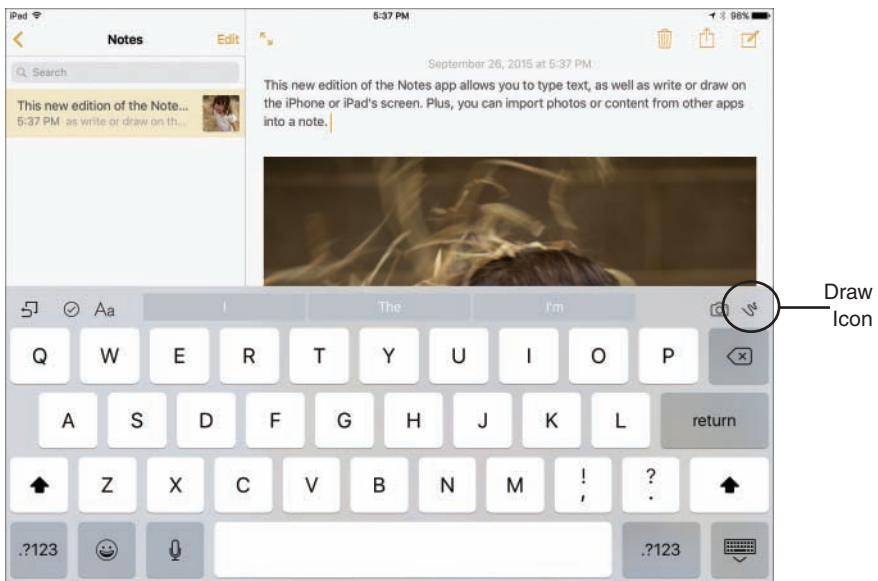 iPad 5:37 PM 96%
Notes Edit
September 26, 2015 at 5:37 PM
Search
This new edition of the Notes app allows you to type text, as well as write or draw on
the iPhone or iPad's screen. Plus, you can import photos or content from other apps
into a note.
This new edition of the Note...
5:37 PM as write or draw on th...
Draw
Icon
Aa I The I'm
Q W E R T Y U I O P
A S D F G H J K L return
Z X C V B N M ! , ? .
.?123 .?123